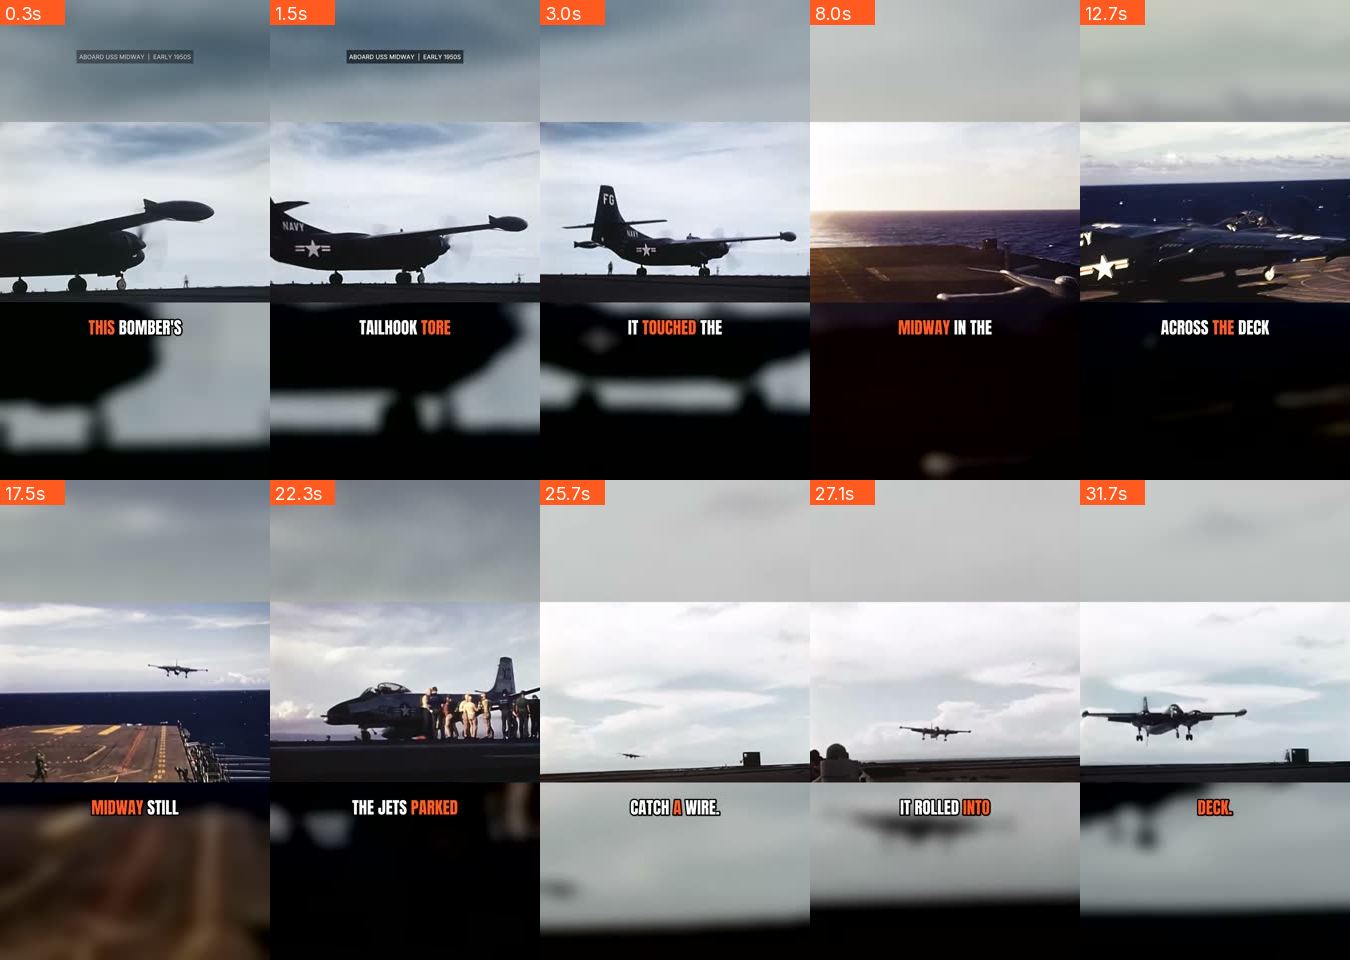 0.3s
ABOARD USS MIDWAY | EARLY 1950S
THIS BOMBER'S
1.5s
ABOARD USS MIDWAY | EARLY 1950S
NAVY
TAILHOOK TORE
3.0s
FG
NAVY
IT TOUCHED THE
8.0s
MIDWAY IN THE
12.7s
ACROSS THE DECK
17.5s
41
MIDWAY STILL
22.3s
THE JETS PARKED
25.7s
CATCH A WIRE.
27.1s
IT ROLLED INTO
31.7s
DECK.